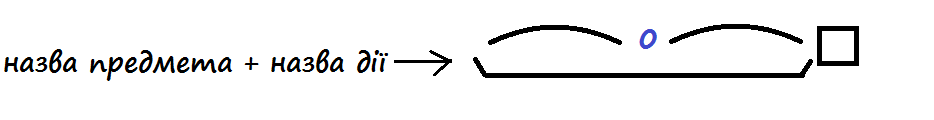 назва предмета + назва дії → о